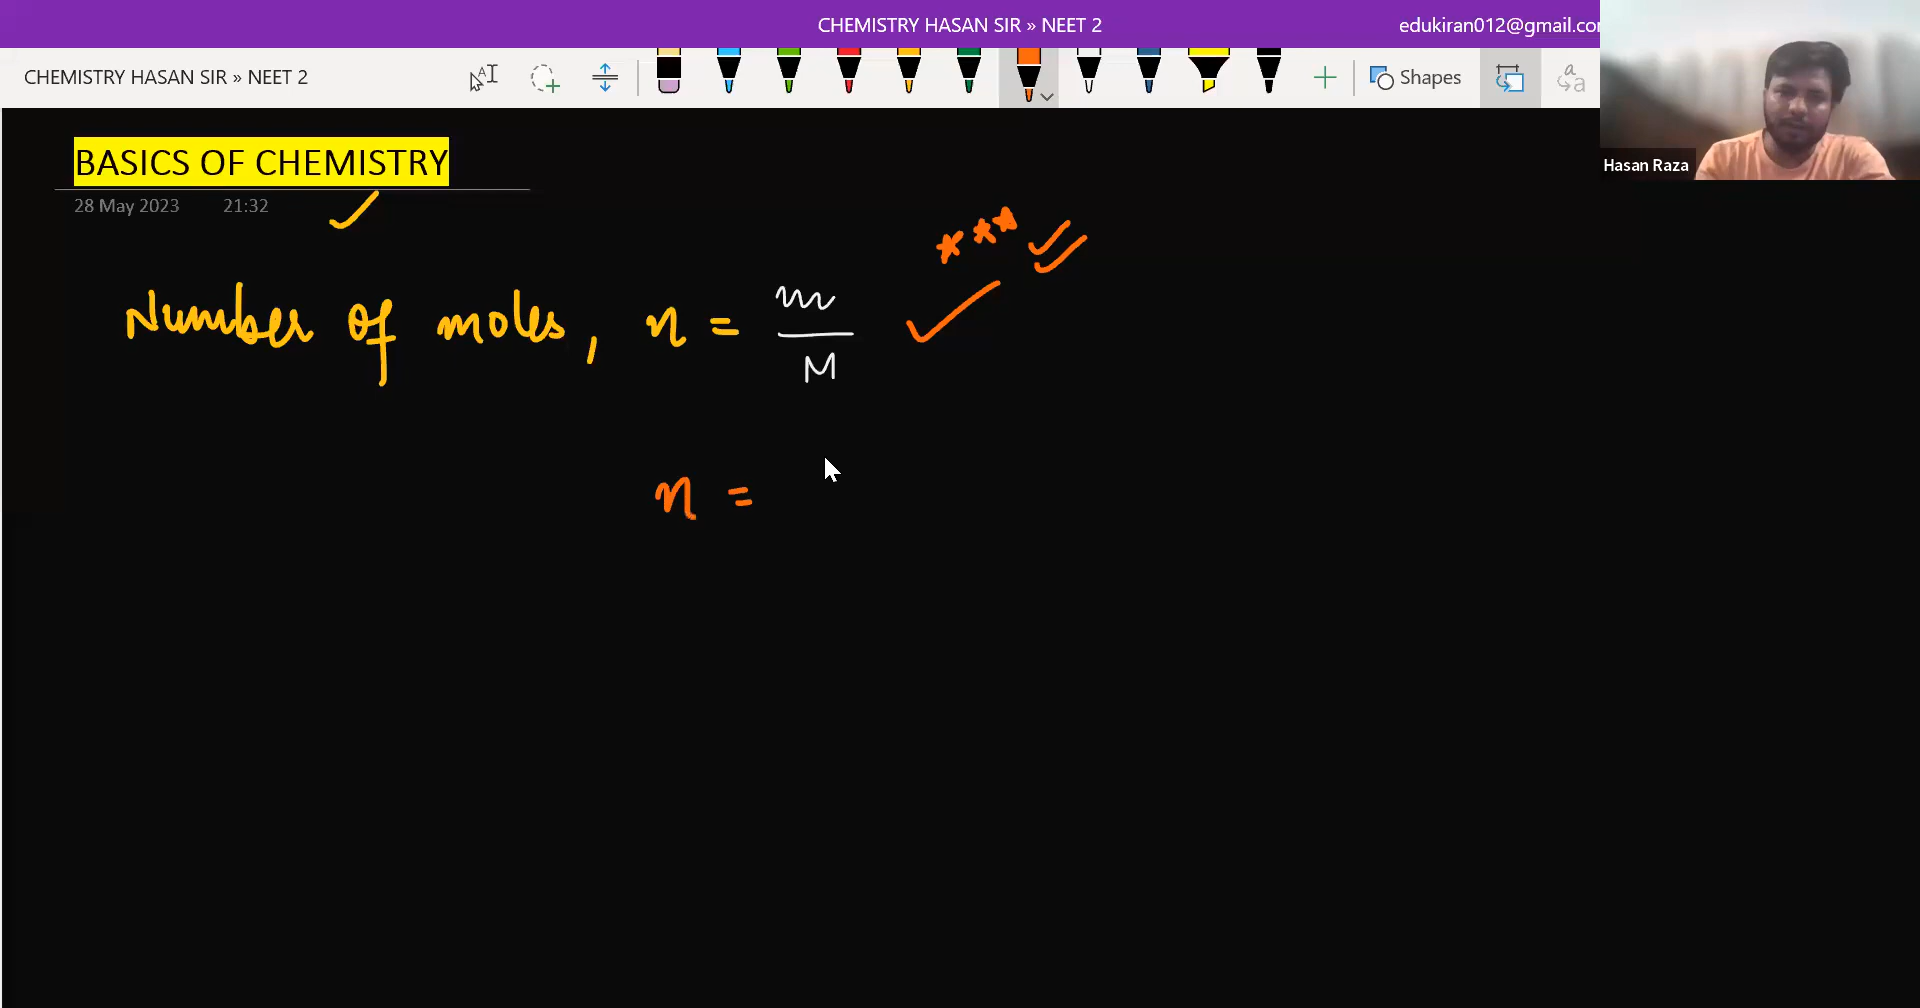 CHEMISTRY HASAN SIR » NEET 2
edukiran012@gmail.co
CHEMISTRY HASAN SIR » NEET 2
Shapes
Hasan Raza
BASICS OF CHEMISTRY
28 May 2023 21:32
Number of moles, n = m/M
n =